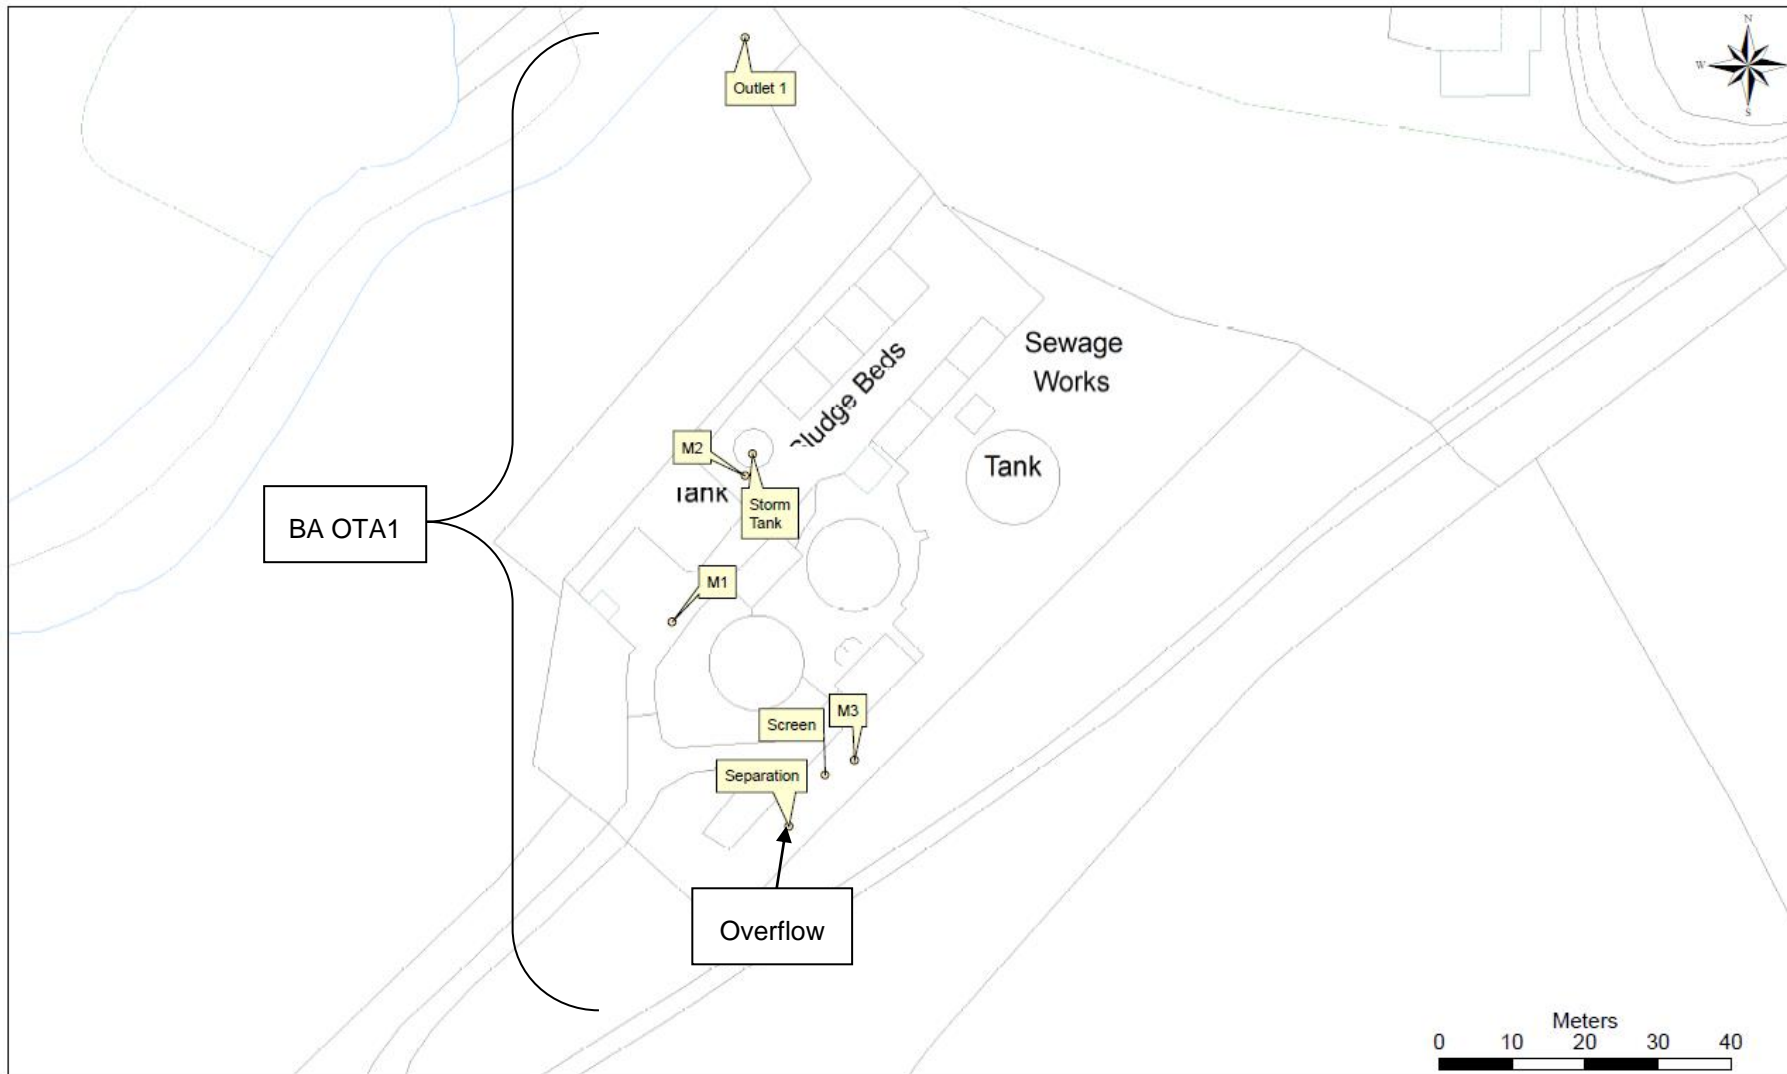 N
W
S
Outlet 1
Sewage
Works
Sludge Beds
M2
Tank
Tank
Storm
Tank
BA OTA1
M1
M3
Screen
Separation
Overflow
Meters
0 10 20 30 40